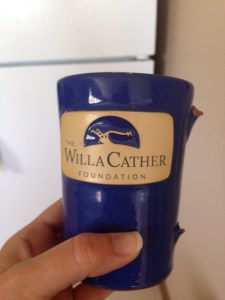 THE
WILLA CATHER
FOUNDATION